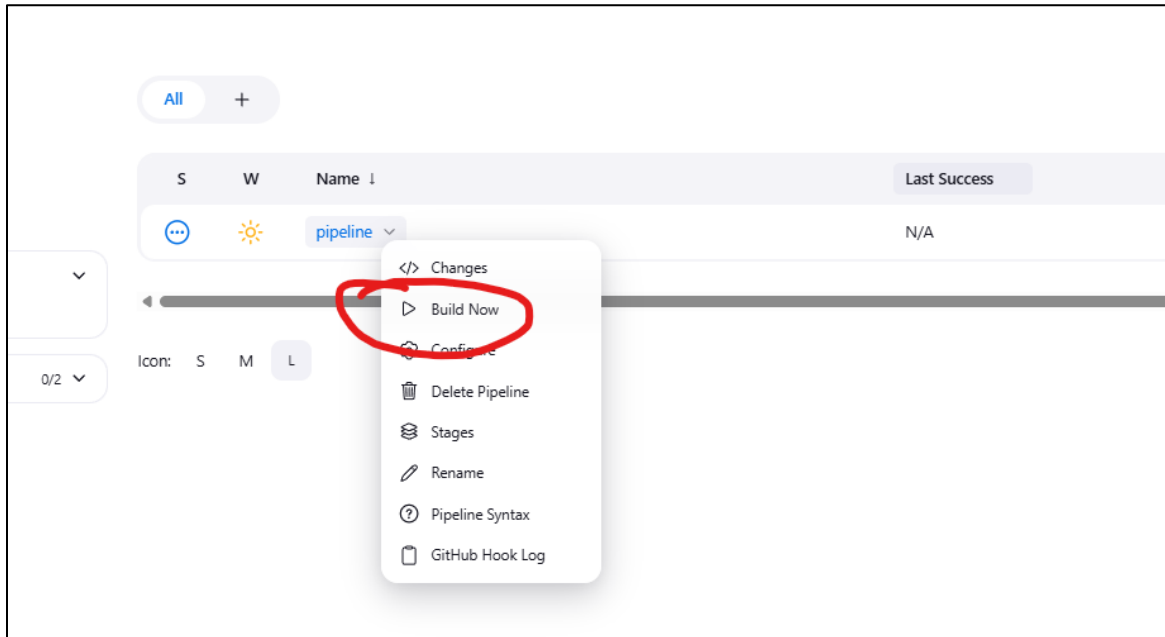 All +
S W Name ↓ Last Success
pipeline N/A
Changes
Build Now
Configure
Icon: S M L
Delete Pipeline
0/2
Stages
Rename
Pipeline Syntax
GitHub Hook Log